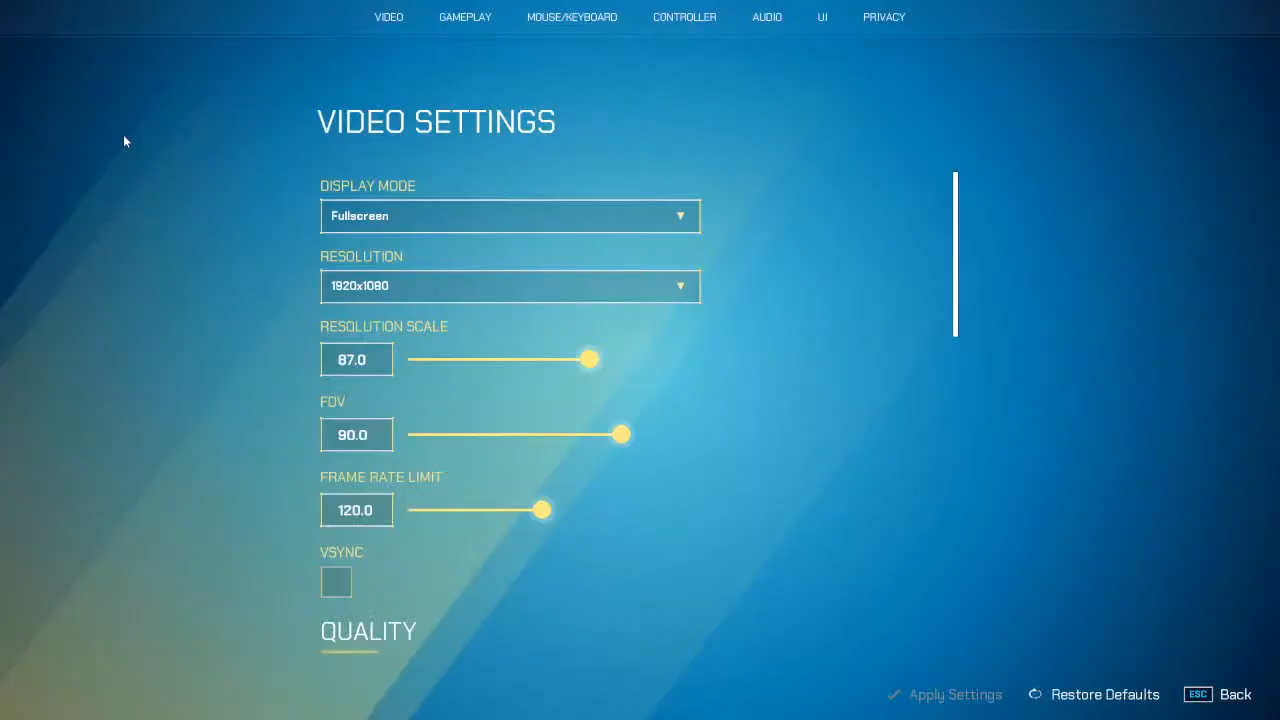 VIDEO GAMEPLAY MOUSE/KEYBOARD CONTROLLER AUDIO UI PRIVACY
VIDEO SETTINGS
DISPLAY MODE
Fullscreen
RESOLUTION
1920x1080
RESOLUTION SCALE
87.0
FOV
90.0
FRAME RATE LIMIT
120.0
VSYNC
QUALITY
Apply Settings Restore Defaults ESC Back